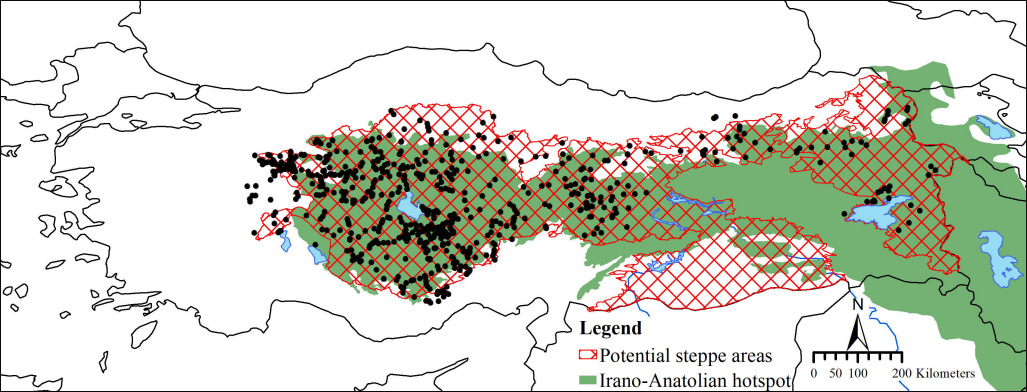 N
Legend
Potential steppe areas
Irano-Anatolian hotspot
0 50 100 200 Kilometers